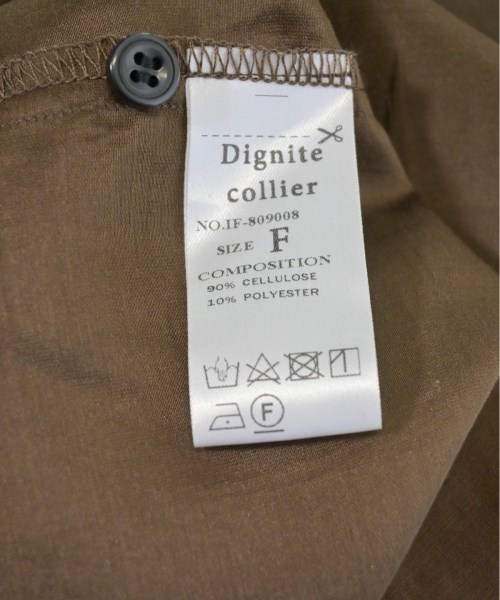 Dignite
collier
NO.IF-809008
SIZE F
COMPOSITION
90% CELLULOSE
10% POLYESTER
F